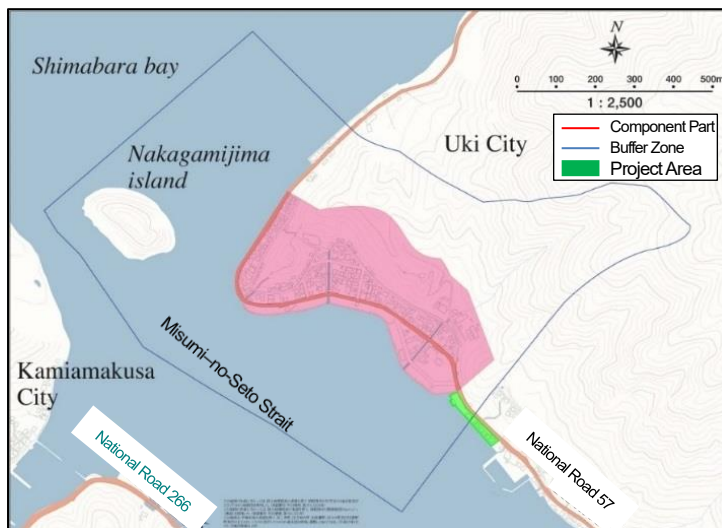 Shimabara bay
N
0 100 200 300 400 500m
1 : 2,500
Component Part
Buffer Zone
Project Area
Uki City
Nakagamijima
island
Misumi–no-Seto Strait
Kamiamakusa
City
National Road 266
National Road 57